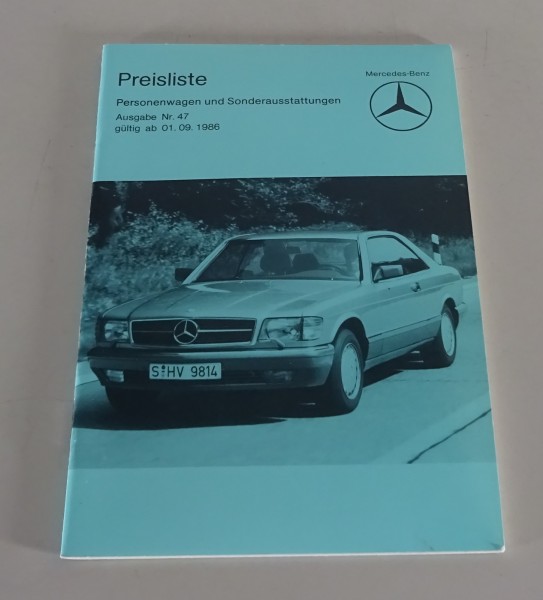 Preisliste
Mercedes-Benz
Personenwagen und Sonderausstattungen
Ausgabe Nr. 47
gültig ab 01. 09. 1986
S HV 9814